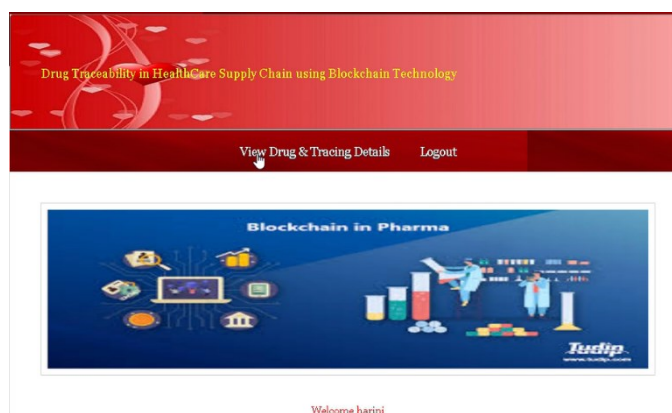 Drug Traceability in HealthCare Supply Chain using Blockchain Technology
View Drug & Tracing Details Logout
Blockchain in Pharma
Tudip
www.tudip.com
Welcome harini